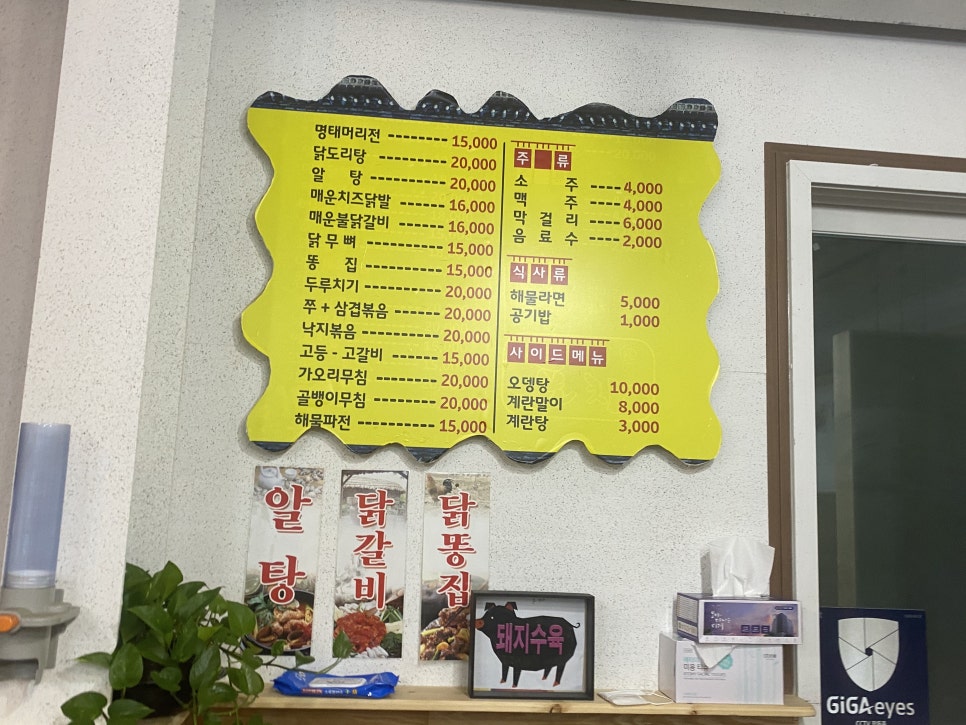 명태머리전 -------- 15,000
닭도리탕 --------- 20,000
알 탕 --------- 20,000
매운치즈닭발 ------ 16,000
매운불닭갈비 ------ 16,000
닭 무 뼈 ---------- 15,000
똥 집 ---------- 15,000
두루치기 ---------- 20,000
쭈 + 삼겹볶음 ------ 20,000
낙지볶음 ---------- 20,000
고등 - 고갈비 ------ 15,000
가오리무침 -------- 20,000
골뱅이무침 -------- 20,000
해물파전 ---------- 15,000
주 류
소 주 ---- 4,000
맥 주 ---- 4,000
막 걸 리 ---- 6,000
음 료 수 ---- 2,000
식사류
해물라면 5,000
공기밥 1,000
사이드메뉴
오뎅탕 10,000
계란말이 8,000
계란탕 3,000
알탕
닭갈비
닭똥집
돼지수육
GiGA eyes